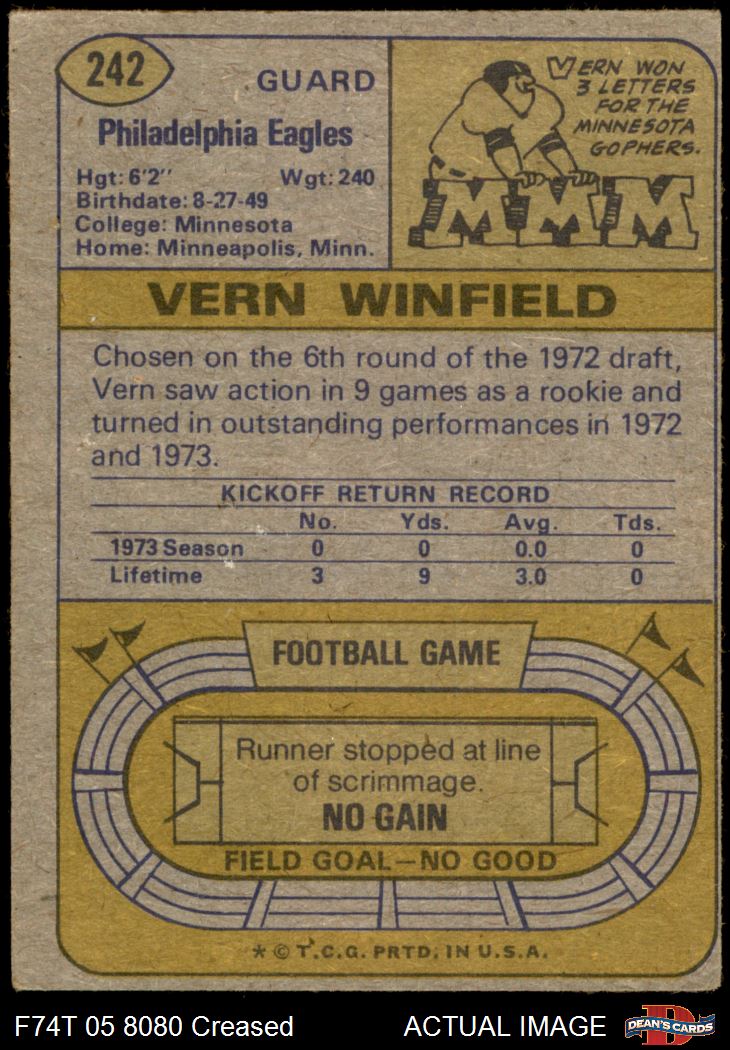 242
GUARD
Philadelphia Eagles
Hgt: 6'2" Wgt: 240
Birthdate: 8-27-49
College: Minnesota
Home: Minneapolis, Minn.
VERN WON
3 LETTERS
FOR THE
MINNESOTA
GOPHERS.
MMM
VERN WINFIELD
Chosen on the 6th round of the 1972 draft,
Vern saw action in 9 games as a rookie and
turned in outstanding performances in 1972
and 1973.
KICKOFF RETURN RECORD
No. Yds. Avg. Tds.
1973 Season 0 0 0.0 0
Lifetime 3 9 3.0 0
FOOTBALL GAME
Runner stopped at line
of scrimmage.
NO GAIN
FIELD GOAL—NO GOOD
* © T.C.G. PRTD. IN U.S.A.
F74T 05 8080 Creased ACTUAL IMAGE
D
DEAN'S CARDS